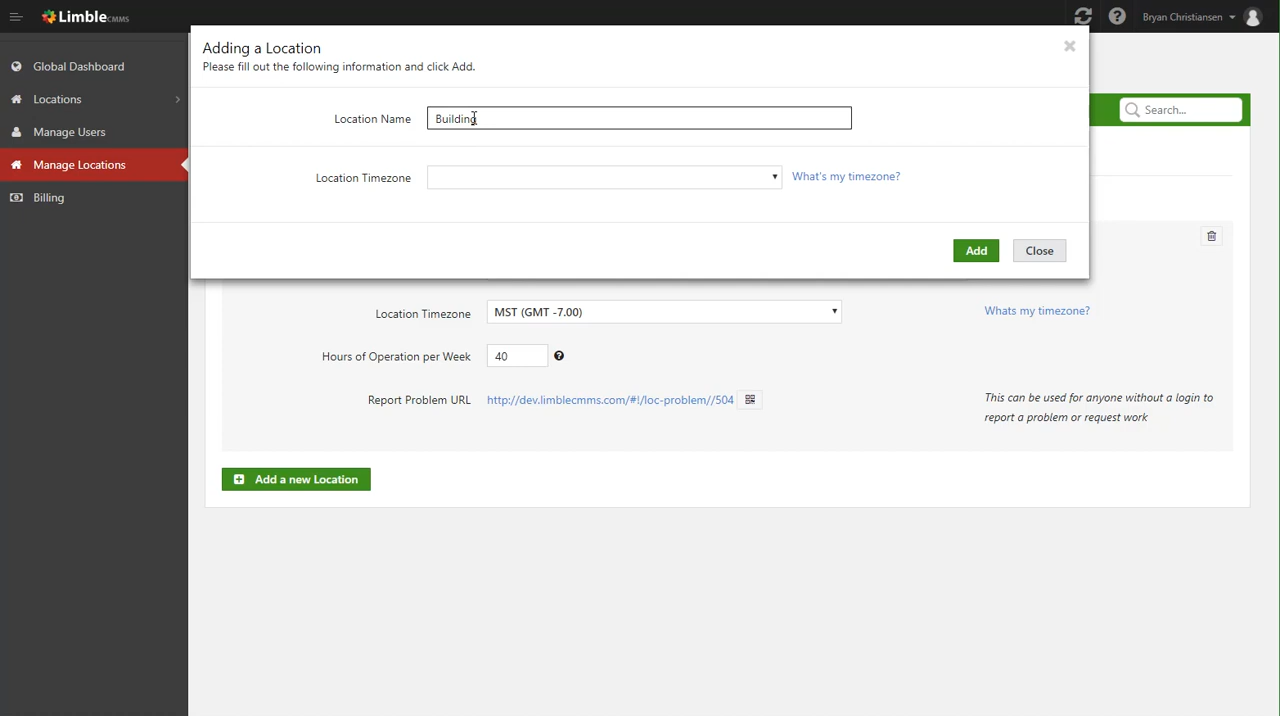 LimbleCMMS
Bryan Christiansen
Adding a Location
Please fill out the following information and click Add.
Global Dashboard
Locations
Manage Users
Manage Locations
Billing
Search...
Location Name
Building
Location Timezone
What's my timezone?
Add
Close
Location Timezone
MST (GMT -7.00)
Whats my timezone?
Hours of Operation per Week
40
Report Problem URL
http://dev.limblecmms.com/#!/loc-problem//504
This can be used for anyone without a login to
report a problem or request work
Add a new Location